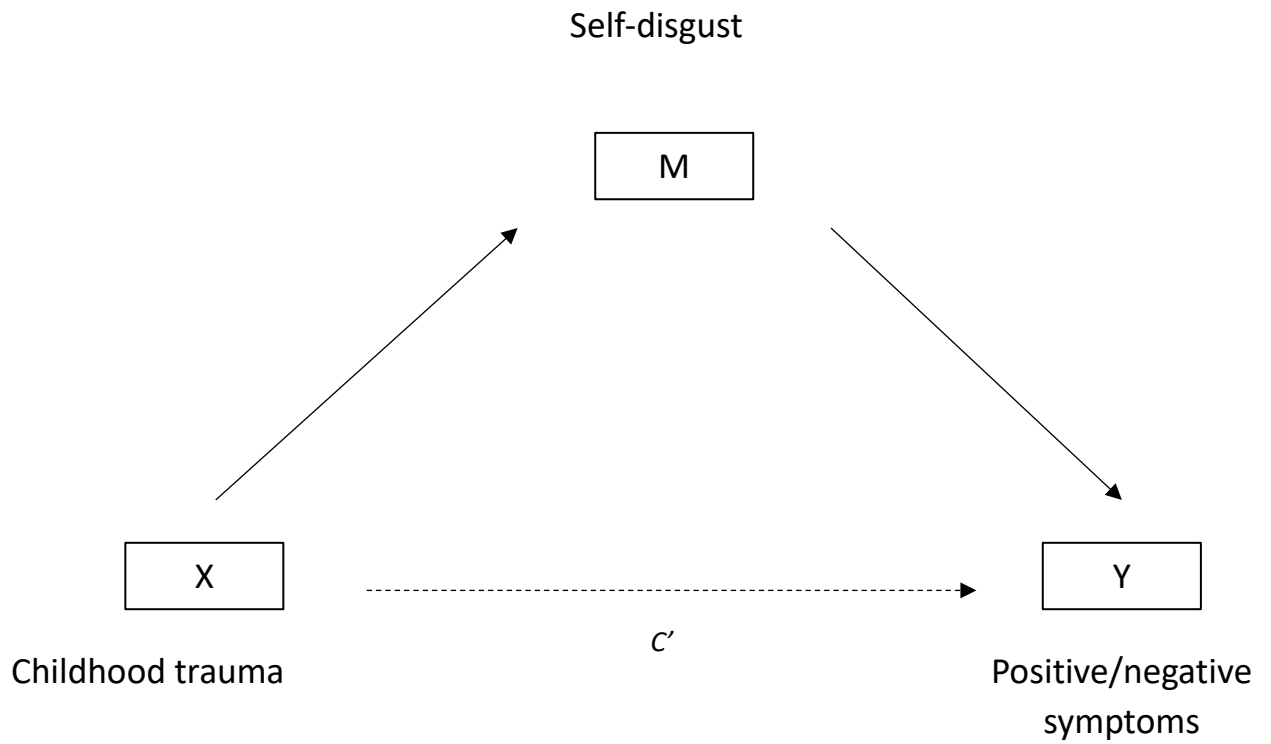 Self-disgust
M
X
Y
C’
Childhood trauma
Positive/negative
symptoms